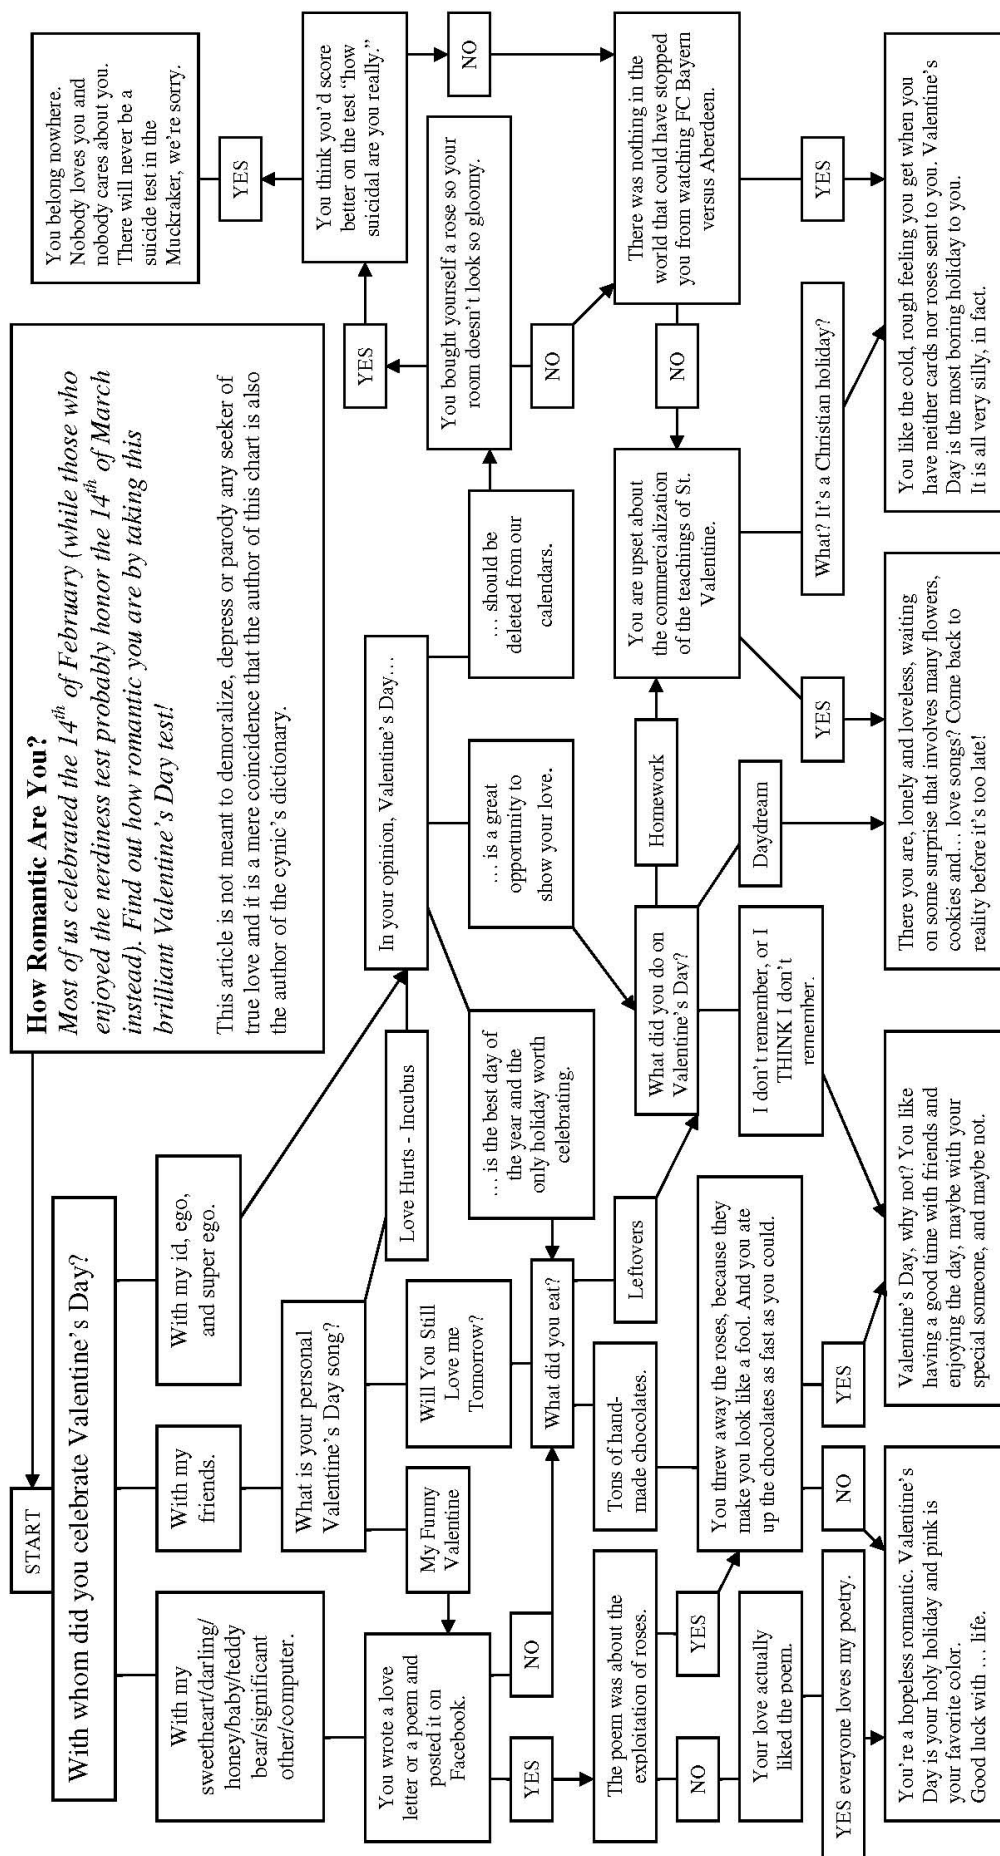 How Romantic Are You?
Most of us celebrated the 14th of February (while those who
enjoyed the nerdiness test probably honor the 14th of March
instead). Find out how romantic you are by taking this
brilliant Valentine's Day test!
This article is not meant to demoralize, depress or parody any seeker of
true love and it is a mere coincidence that the author of this chart is also
the author of the cynic's dictionary.
START
With whom did you celebrate Valentine's Day?
With my
sweetheart/darling/
honey/baby/teddy
bear/significant
other/computer.
With my
friends.
With my id, ego,
and super ego.
What is your personal
Valentine's Day song?
My Funny
Valentine
Will You Still
Love me
Tomorrow?
Love Hurts - Incubus
In your opinion, Valentine's Day…
… is the best day of
the year and the
only holiday worth
celebrating.
… is a great
opportunity to
show your love.
… should be
deleted from our
calendars.
You bought yourself a rose so your
room doesn't look so gloomy.
YES
NO
You think you'd score
better on the test ‘how
suicidal are you really.”
YES
NO
You belong nowhere.
Nobody loves you and
nobody cares about you.
There will never be a
suicide test in the
Muckraker, we're sorry.
There was nothing in the
world that could have stopped
you from watching FC Bayern
versus Aberdeen.
NO
YES
You are upset about
the commercialization
of the teachings of St.
Valentine.
YES
What? It's a Christian holiday?
You wrote a love
letter or a poem and
posted it on
Facebook.
YES
NO
What did you eat?
Tons of hand-
made chocolates.
Leftovers
What did you do on
Valentine's Day?
Homework
Daydream
I don't remember, or I
THINK I don't
remember.
The poem was about the
exploitation of roses.
NO
YES
Your love actually
liked the poem.
YES everyone loves my poetry.
You threw away the roses, because they
make you look like a fool. And you ate
up the chocolates as fast as you could.
NO
YES
You're a hopeless romantic. Valentine's
Day is your holy holiday and pink is
your favorite color.
Good luck with … life.
Valentine's Day, why not? You like
having a good time with friends and
enjoying the day, maybe with your
special someone, and maybe not.
There you are, lonely and loveless, waiting
on some surprise that involves many flowers,
cookies and… love songs? Come back to
reality before it's too late!
You like the cold, rough feeling you get when you
have neither cards nor roses sent to you. Valentine's
Day is the most boring holiday to you.
It is all very silly, in fact.